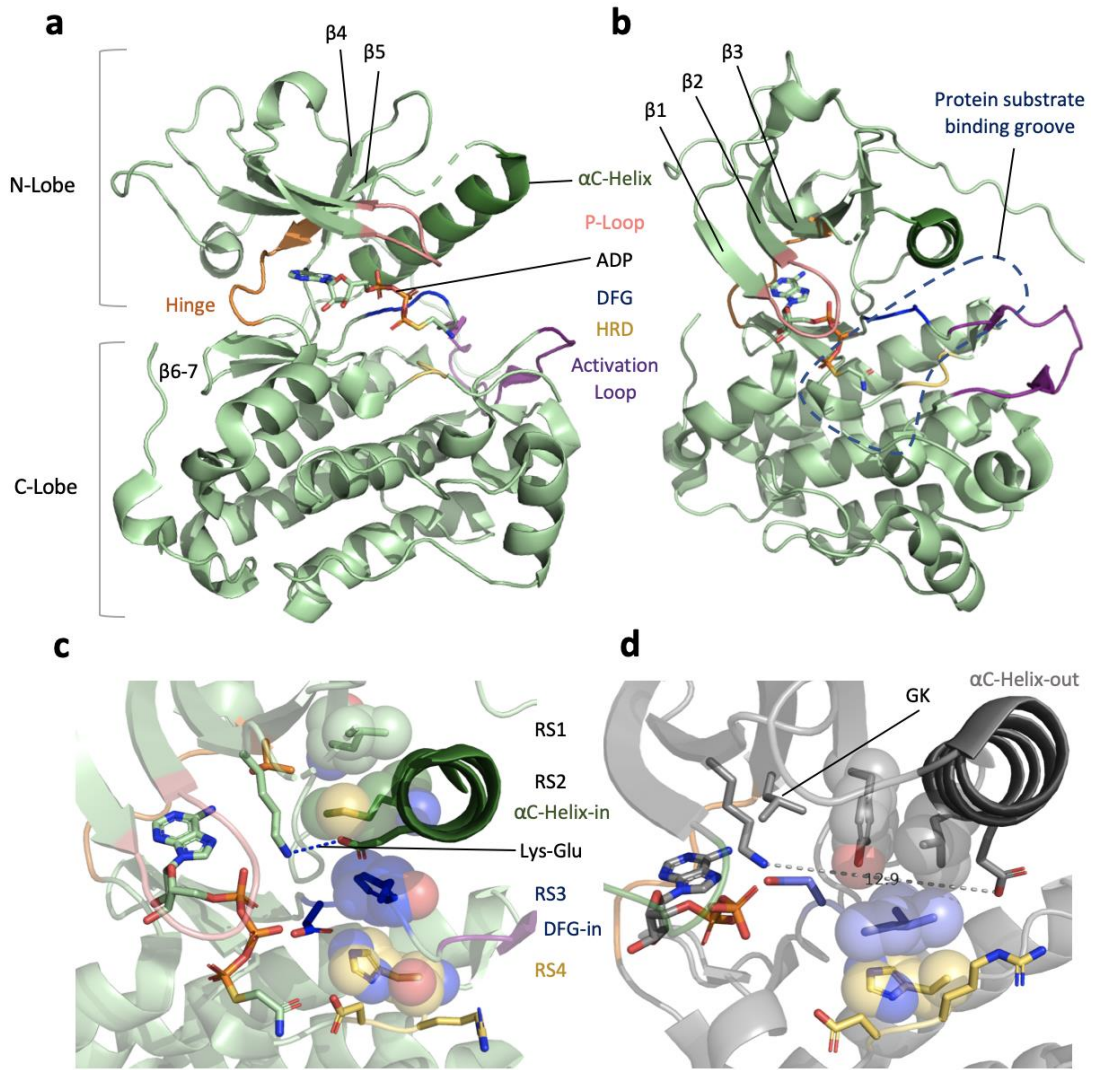 a
β4
β5
N-Lobe
αC-Helix
P-Loop
ADP
DFG
Hinge
HRD
Activation
Loop
β6-7
C-Lobe
b
β3
β2
β1
Protein substrate
binding groove
c
RS1
RS2
αC-Helix-in
Lys-Glu
RS3
DFG-in
RS4
d
GK
αC-Helix-out
12.9